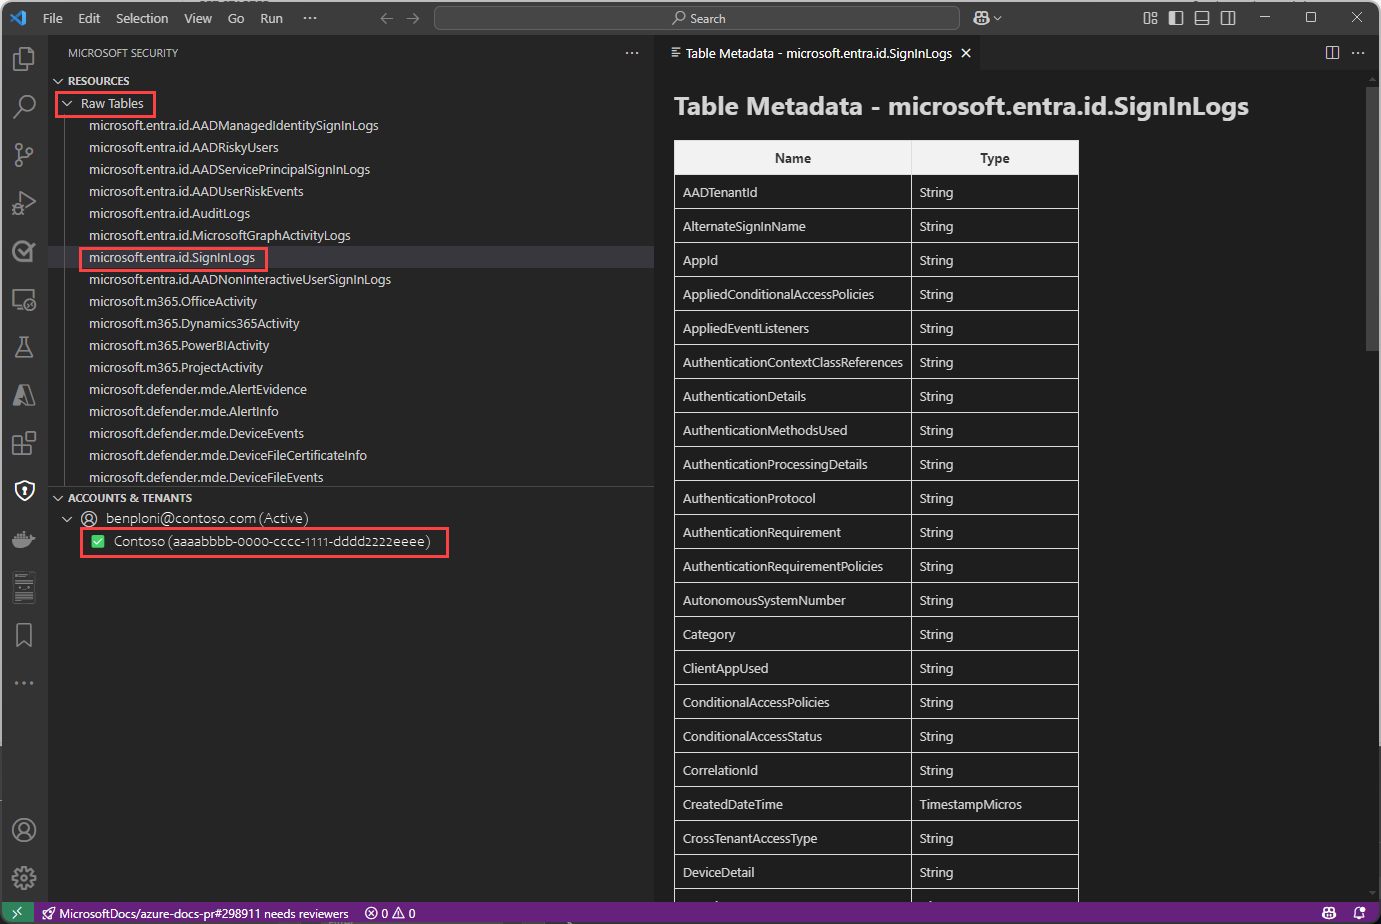 File Edit Selection View Go Run ··· Search
MICROSOFT SECURITY
RESOURCES
Raw Tables
microsoft.entra.id.AADManagedIdentitySignInLogs
microsoft.entra.id.AADRiskyUsers
microsoft.entra.id.AADServicePrincipalSignInLogs
microsoft.entra.id.AADUserRiskEvents
microsoft.entra.id.AuditLogs
microsoft.entra.id.MicrosoftGraphActivityLogs
microsoft.entra.id.SignInLogs
microsoft.entra.id.AADNonInteractiveUserSignInLogs
microsoft.m365.OfficeActivity
microsoft.m365.Dynamics365Activity
microsoft.m365.PowerBIActivity
microsoft.m365.ProjectActivity
microsoft.defender.mde.AlertEvidence
microsoft.defender.mde.AlertInfo
microsoft.defender.mde.DeviceEvents
microsoft.defender.mde.DeviceFileCertificateInfo
microsoft.defender.mde.DeviceFileEvents
ACCOUNTS & TENANTS
benploni@contoso.com (Active)
Contoso (aaaabbbb-0000-cccc-1111-dddd2222eeee)
Table Metadata - microsoft.entra.id.SignInLogs
Table Metadata - microsoft.entra.id.SignInLogs
Name Type
AADTenantId String
AlternateSignInName String
AppId String
AppliedConditionalAccessPolicies String
AppliedEventListeners String
AuthenticationContextClassReferences String
AuthenticationDetails String
AuthenticationMethodsUsed String
AuthenticationProcessingDetails String
AuthenticationProtocol String
AuthenticationRequirement String
AuthenticationRequirementPolicies String
AutonomousSystemNumber String
Category String
ClientAppUsed String
ConditionalAccessPolicies String
ConditionalAccessStatus String
CorrelationId String
CreatedDateTime TimestampMicros
CrossTenantAccessType String
DeviceDetail String
MicrosoftDocs/azure-docs-pr#298911 needs reviewers 0 0